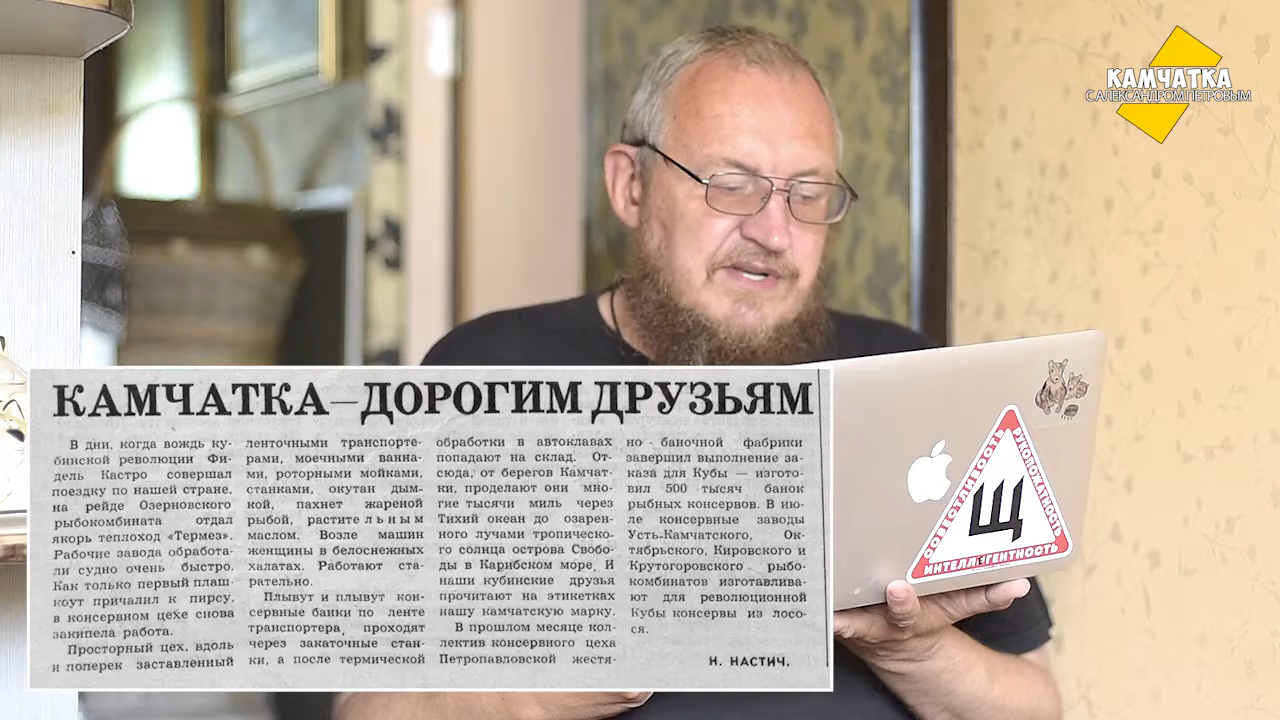 КАМЧАТКА
С АЛЕКСАНДРОМ ПЕТРОВЫМ
КАМЧАТКА—ДОРОГИМ ДРУЗЬЯМ
В дни, когда вождь ку-
бинской революции Фи-
дель Кастро совершал
поездку по нашей стране,
на рейде Озерновского
рыбокомбината отдал
якорь теплоход «Термез».
Рабочие завода обработа-
ли судно очень быстро.
Как только первый плаш-
коут причалил к пирсу,
в консервном цехе снова
закипела работа.
Просторный цех, вдоль
и поперек заставленный
ленточными транспорте-
рами, моечными ванна-
ми, роторными мойками,
станками, окутан дым-
кой, пахнет жареной
рыбой, растительным
маслом. Возле машин
женщины в белоснежных
халатах. Работают ста-
рательно.
Плывут и плывут кон-
сервные банки по ленте
транспортера, проходят
через закаточные стан-
ки, а после термической
обработки в автоклавах
попадают на склад. От-
сюда, от берегов Камчат-
ки, проделают они мно-
гие тысячи миль через
Тихий океан до озарен-
ного лучами тропическо-
го солнца острова Свобо-
ды в Карибском море. И
наши кубинские друзья
прочитают на этикетках
нашу камчатскую марку.
В прошлом месяце кол-
лектив консервного цеха
Петропавловской жестя-
но-баночной фабрики
завершил выполнение за-
каза для Кубы — изгото-
вил 500 тысяч банок
рыбных консервов. В ию-
ле консервные заводы
Усть-Камчатского, Ок-
тябрьского, Кировского и
Крутогоровского рыбо-
комбинатов изготавлива-
ют для революционной
Кубы консервы из лосо-
ся.
Н. НАСТИЧ.
СОВЕСТЛИВОСТЬ
РУКОПОЖАТНОСТЬ
Щ
ИНТЕЛЛЕГЕНТНОСТЬ